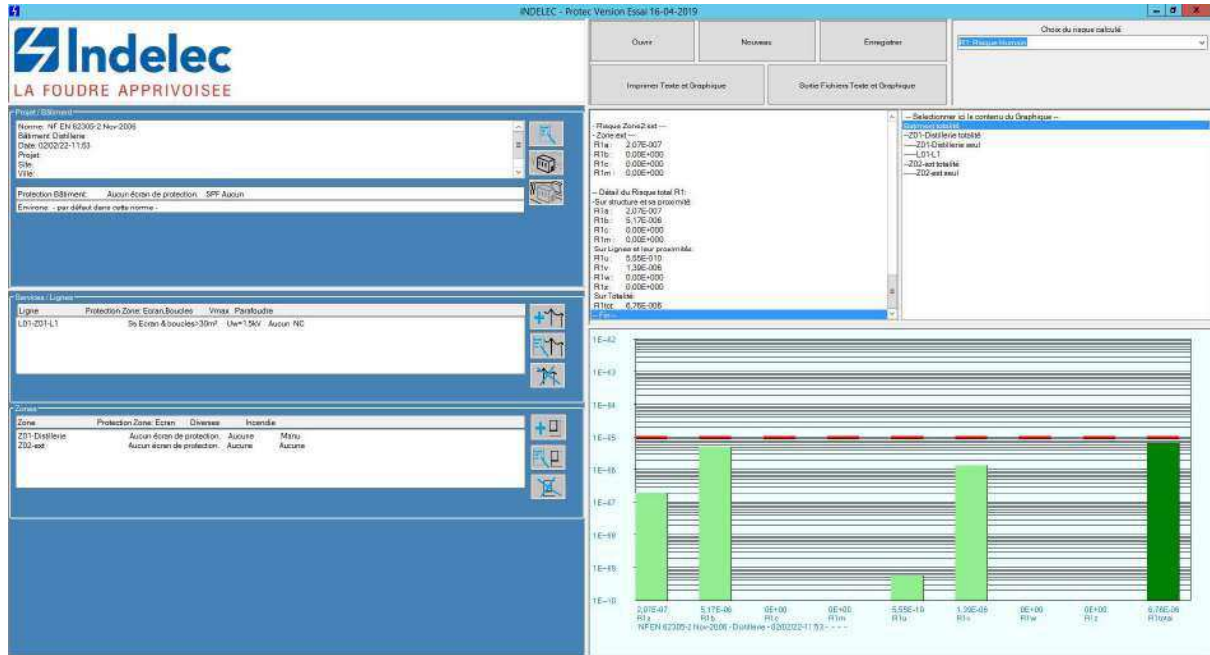 INDELEC - Protec Version Essai 16-04-2019
Indelec
LA FOUDRE APPRIVOISEE
Ouvrir
Nouveau
Enregistrer
Imprimer Texte et Graphique
Sortie Fichiers Texte et Graphique
Choix du risque calculé
R1: Risque Humain
Projet / Bâtiment
Norme: NF EN 62305-2 Nov-2006
Bâtiment: Distillerie
Date: 02/02/22-11:53
Projet:
Site:
Ville:
Protection Bâtiment: Aucun écran de protection. SPF Aucun
Environs: - par défaut dans cette norme -
Services / Lignes
Ligne Protection Zone: Ecran,Boucles Vmax Parafoudre
L01-Z01-L1 Ss Ecran & boucles>30m² Uw=1.5kV Aucun NC
Zones
Zone Protection Zone: Ecran Diverses Incendie
Z01-Distillerie Aucun écran de protection. Aucune Manu
Z02-ext Aucun écran de protection. Aucune Aucune
--Risque Zone2:ext ---
- Zone:ext ---
R1a : 2,07E-007
R1b : 0,00E+000
R1c : 0,00E+000
R1m : 0,00E+000
-- Détail du Risque total R1:
-Sur structure et sa proximité
R1a : 2,07E-007
R1b : 5,17E-006
R1c : 0,00E+000
R1m : 0,00E+000
Sur Lignes et leur proximités:
R1u : 5,55E-010
R1v : 1,39E-006
R1w : 0,00E+000
R1z : 0,00E+000
Sur Totalité:
R1tot: 6,76E-006
-- Fin --
-- Selectionner ici le contenu du Graphique --
Bâtiment totalité
--Z01-Distillerie totalité
----Z01-Distillerie seul
----L01-L1
--Z02-ext totalité
----Z02-ext seul
1E-02
1E-03
1E-04
1E-05
1E-06
1E-07
1E-08
1E-09
1E-10
2,07E-07 5,17E-06 0E+00 0E+00 5,55E-10 1,39E-06 0E+00 0E+00 6,76E-06
R1a R1b R1c R1m R1u R1v R1w R1z R1total
NF EN 62305-2 Nov-2006 - Distillerie - 02/02/22-11:53 - - - -